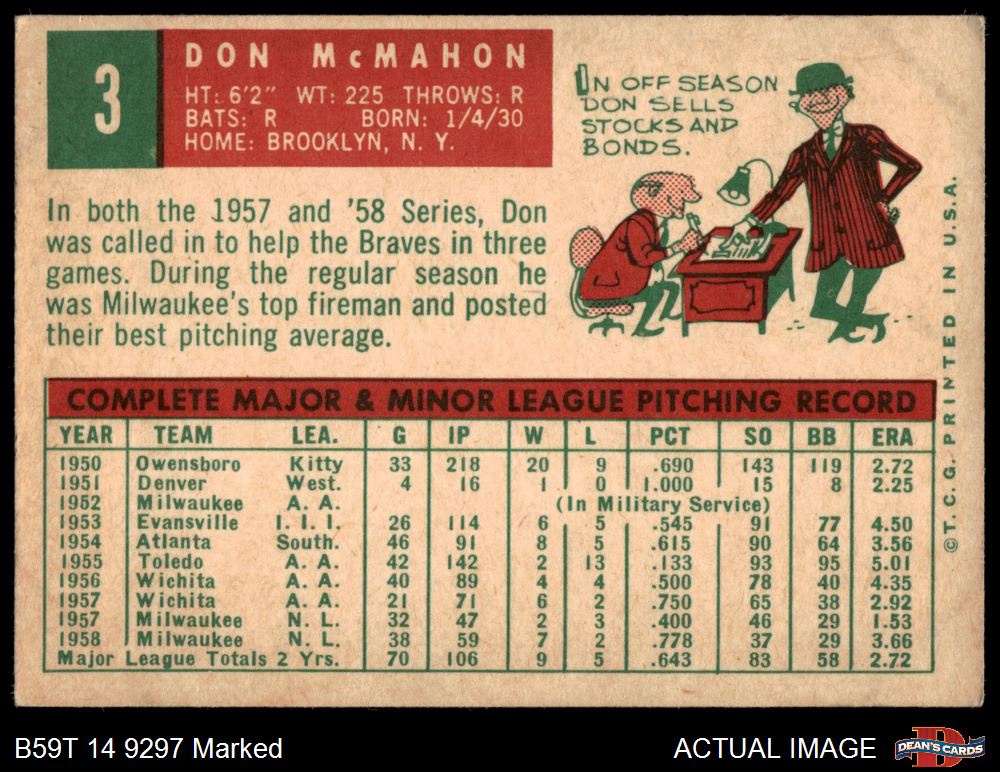 3
DON McMAHON
HT: 6'2" WT: 225 THROWS: R
BATS: R BORN: 1/4/30
HOME: BROOKLYN, N. Y.
IN OFF SEASON
DON SELLS
STOCKS AND
BONDS.
In both the 1957 and '58 Series, Don
was called in to help the Braves in three
games. During the regular season he
was Milwaukee's top fireman and posted
their best pitching average.
COMPLETE MAJOR & MINOR LEAGUE PITCHING RECORD
YEAR TEAM LEA. G IP W L PCT SO BB ERA
1950 Owensboro Kitty 33 218 20 9 .690 143 119 2.72
1951 Denver West. 4 16 1 0 1.000 15 8 2.25
1952 Milwaukee A. A. (In Military Service)
1953 Evansville I. I. I. 26 114 6 5 .545 91 77 4.50
1954 Atlanta South. 46 91 8 5 .615 90 64 3.56
1955 Toledo A. A. 42 142 2 13 .133 93 95 5.01
1956 Wichita A. A. 40 89 4 4 .500 78 40 4.35
1957 Wichita A. A. 21 71 6 2 .750 65 38 2.92
1957 Milwaukee N. L. 32 47 2 3 .400 46 29 1.53
1958 Milwaukee N. L. 38 59 7 2 .778 37 29 3.66
Major League Totals 2 Yrs. 70 106 9 5 .643 83 58 2.72
©T. C. G. PRINTED IN U.S.A.
B59T 14 9297 Marked
ACTUAL IMAGE
DEAN'S CARDS